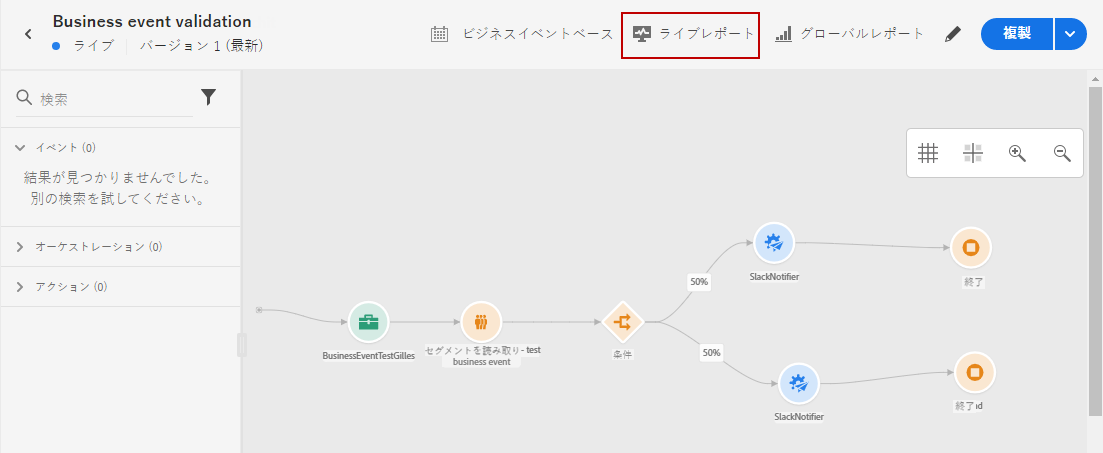 Business event validation
ライブ
バージョン 1 (最新)
ビジネスイベントベース
ライブレポート
グローバルレポート
複製
検索
イベント (0)
結果が見つかりませんでした。
別の検索を試してください。
オーケストレーション (0)
アクション (0)
50%
SlackNotifier
終了
BusinessEventTestGilles
セグメントを読み取り- test
business event
条件
50%
SlackNotifier
終了nd